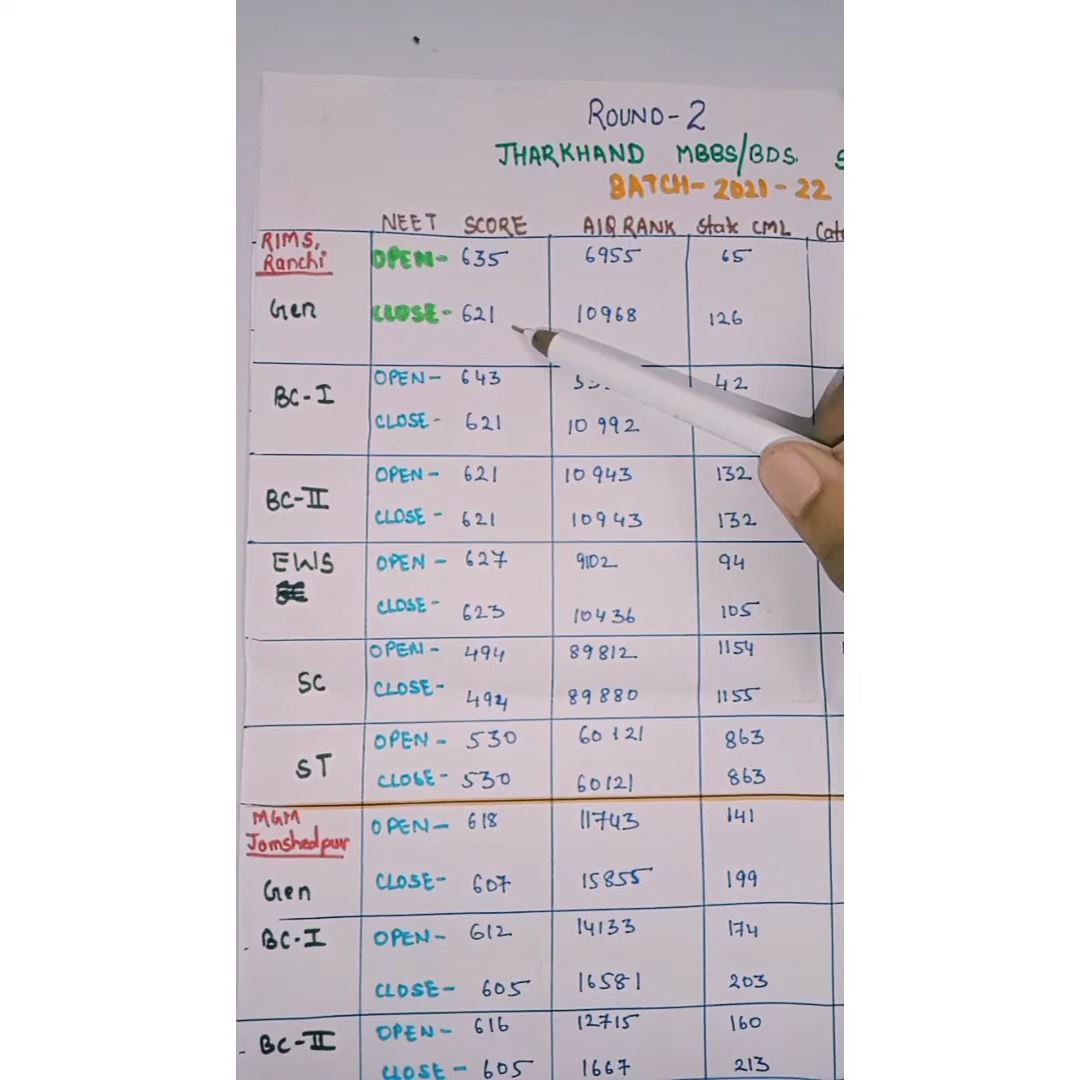 ROUND-2
JHARKHAND MBBS/BDS. S
BATCH- 2021-22
NEET SCORE AIQ RANK State CML Cate
RIMS, Ranchi OPEN- 635 6955 65
Gen CLOSE- 621 10968 126
BC-I OPEN- 643 42
CLOSE- 621 10992
BC-II OPEN- 621 10943 132
CLOSE- 621 10943 132
EWS OPEN- 627 9102 94
CLOSE- 623 10436 105
SC OPEN- 494 89812 1154
CLOSE- 494 89880 1155
ST OPEN- 530 60121 863
CLOSE- 530 60121 863
MGM Jamshedpur OPEN- 618 11743 141
Gen CLOSE- 607 15855 199
BC-I OPEN- 612 14133 174
CLOSE- 605 16581 203
BC-II OPEN- 616 12715 160
CLOSE- 605 1667 213